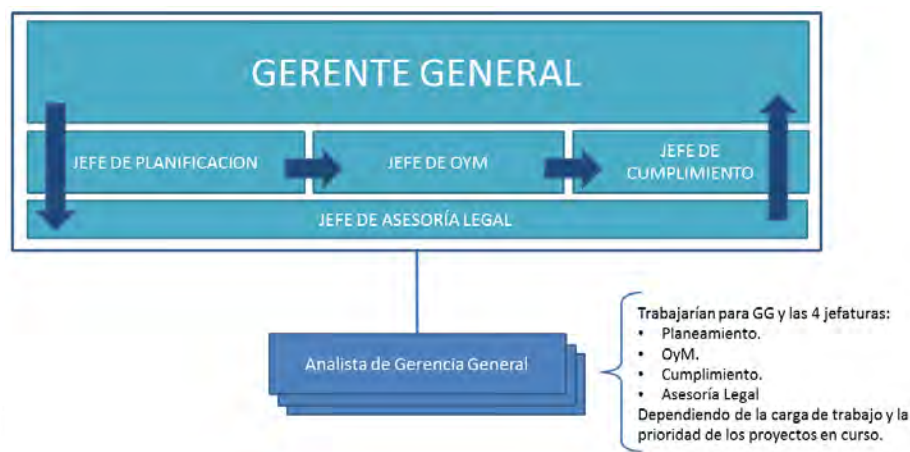 GERENTE GENERAL
JEFE DE PLANIFICACION
JEFE DE OYM
JEFE DE
CUMPLIMIENTO
JEFE DE ASESORÍA LEGAL
Analista de Gerencia General
Trabajarían para GG y las 4 jefaturas:
• Planeamiento.
• OyM.
• Cumplimiento.
• Asesoría Legal
Dependiendo de la carga de trabajo y la
prioridad de los proyectos en curso.